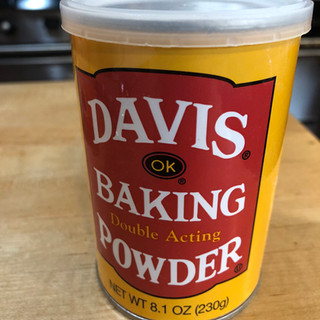 DAVIS®
OK®
BAKING
Double Acting
POWDER®
NET WT 8.1 OZ (230g)